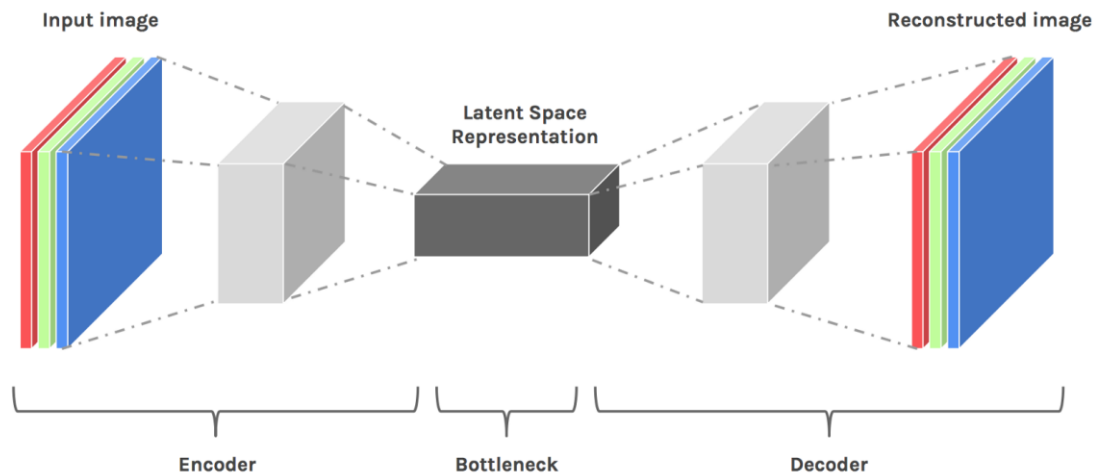 Input image
Reconstructed image
Latent Space
Representation
Encoder
Bottleneck
Decoder